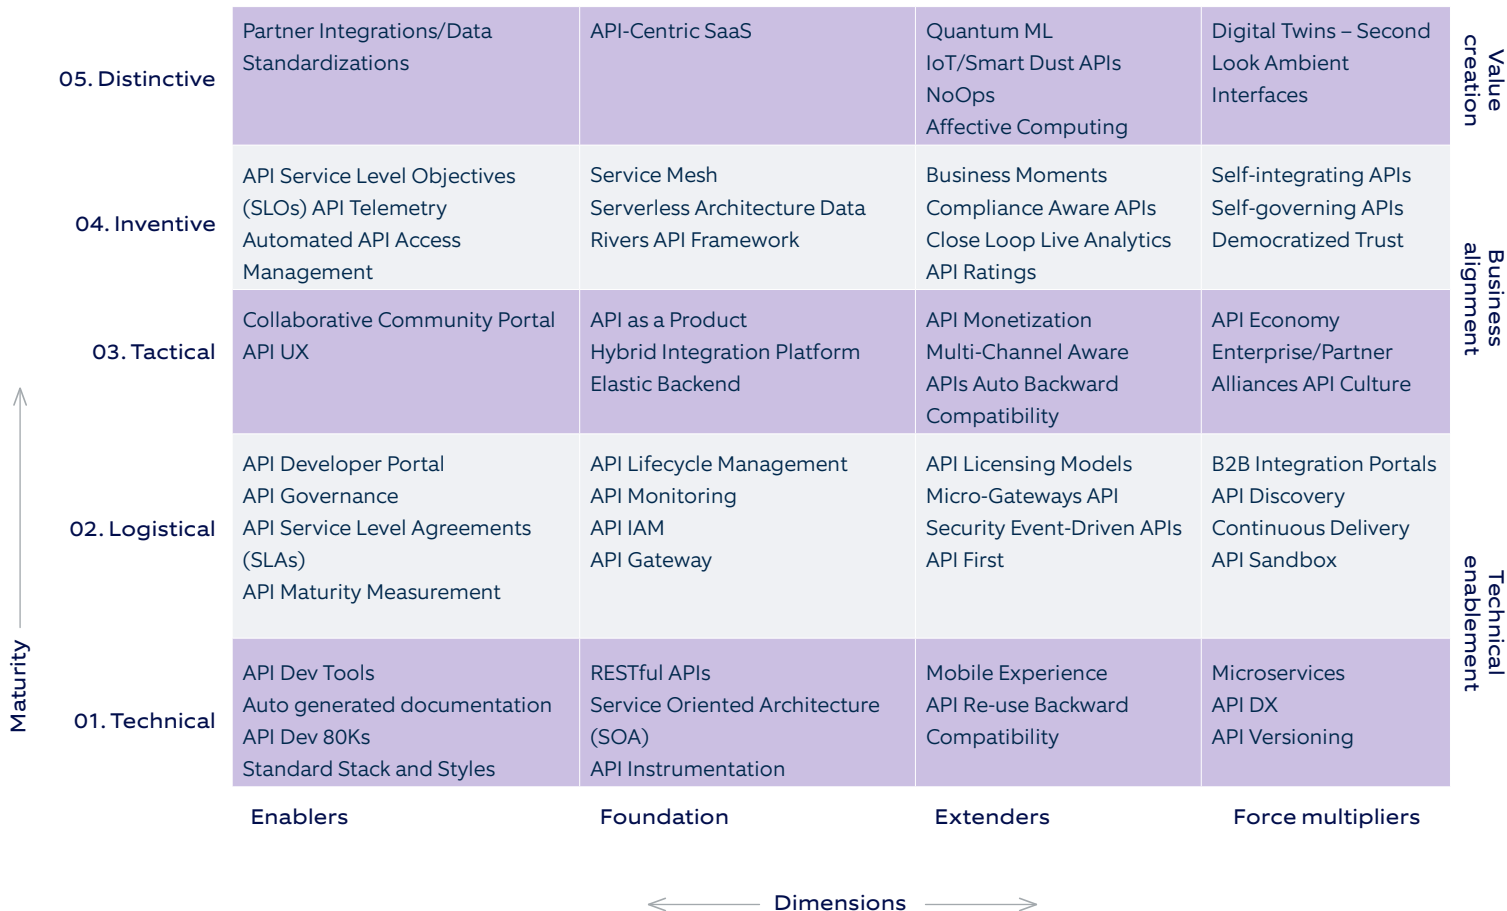 05. Distinctive
Partner Integrations/Data
Standardizations
API-Centric SaaS
Quantum ML
IoT/Smart Dust APIs
NoOps
Affective Computing
Digital Twins – Second
Look Ambient
Interfaces
Value
creation
04. Inventive
API Service Level Objectives
(SLOs) API Telemetry
Automated API Access
Management
Service Mesh
Serverless Architecture Data
Rivers API Framework
Business Moments
Compliance Aware APIs
Close Loop Live Analytics
API Ratings
Self-integrating APIs
Self-governing APIs
Democratized Trust
Business
alignment
03. Tactical
Collaborative Community Portal
API UX
API as a Product
Hybrid Integration Platform
Elastic Backend
API Monetization
Multi-Channel Aware
APIs Auto Backward
Compatibility
API Economy
Enterprise/Partner
Alliances API Culture
02. Logistical
API Developer Portal
API Governance
API Service Level Agreements
(SLAs)
API Maturity Measurement
API Lifecycle Management
API Monitoring
API IAM
API Gateway
API Licensing Models
Micro-Gateways API
Security Event-Driven APIs
API First
B2B Integration Portals
API Discovery
Continuous Delivery
API Sandbox
Technical
enablement
Maturity
01. Technical
API Dev Tools
Auto generated documentation
API Dev 80Ks
Standard Stack and Styles
RESTful APIs
Service Oriented Architecture
(SOA)
API Instrumentation
Mobile Experience
API Re-use Backward
Compatibility
Microservices
API DX
API Versioning
Enablers
Foundation
Extenders
Force multipliers
Dimensions